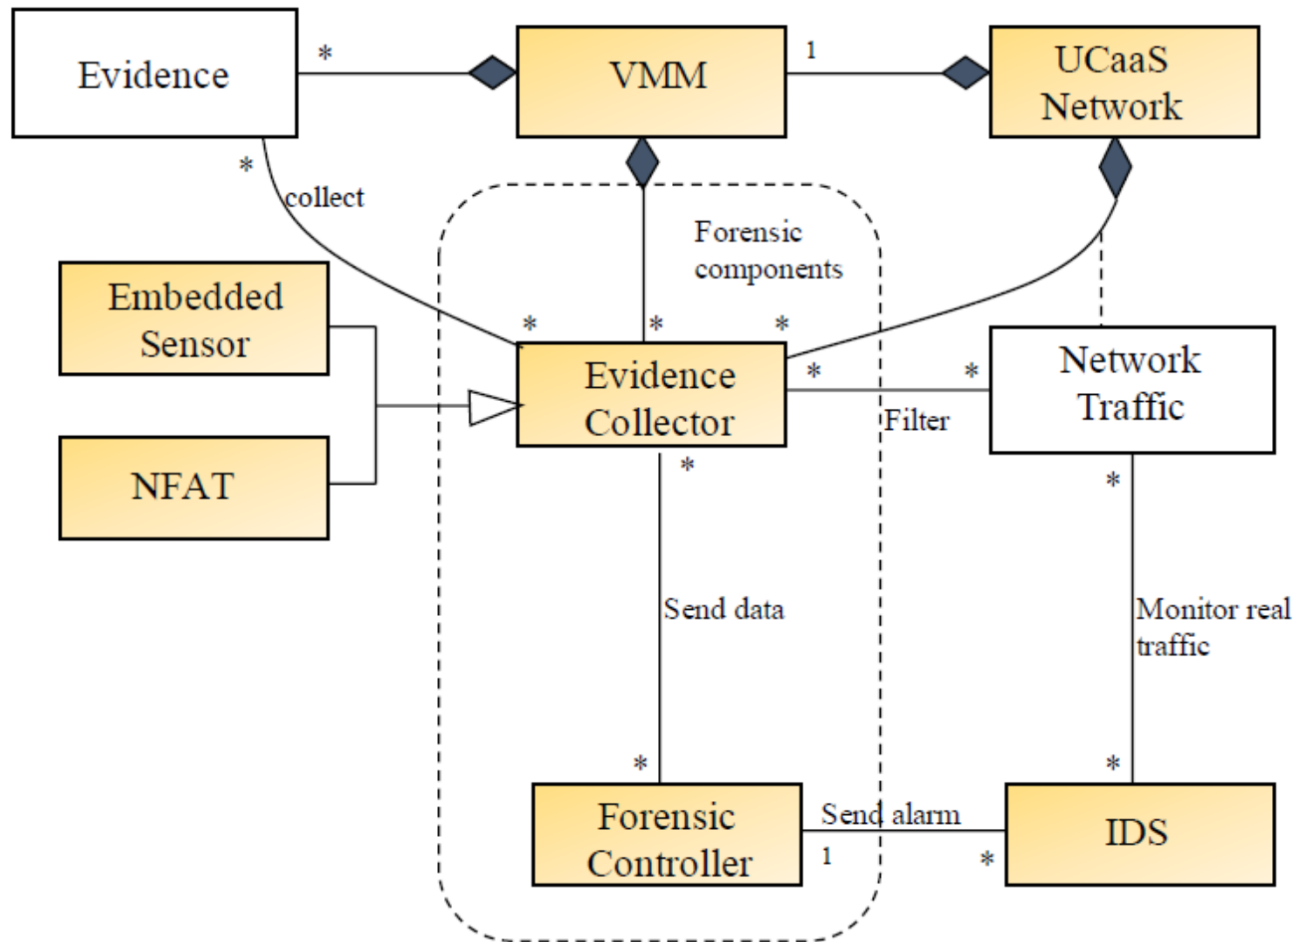 Evidence
*
VMM
1
UCaaS
Network
*
collect
Forensic
components
Embedded
Sensor
*
*
*
Evidence
Collector
*
*
Filter
Network
Traffic
NFAT
*
*
Send data
Monitor real
traffic
*
*
Forensic
Controller
Send alarm
1
*
IDS